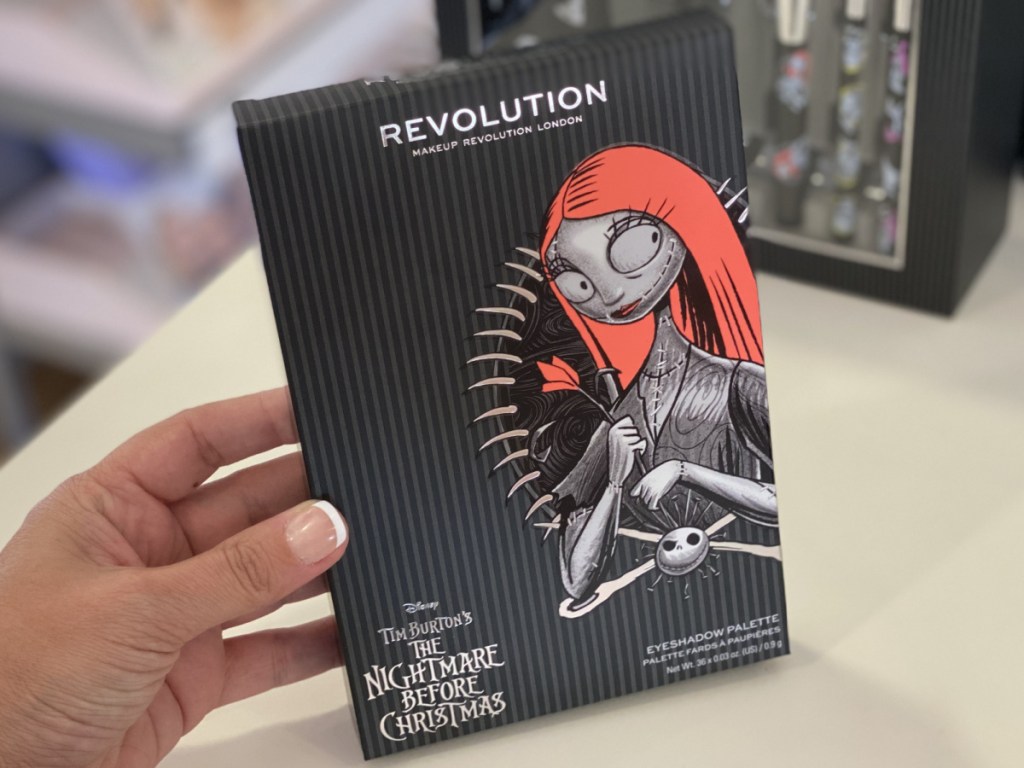 REVOLUTION
MAKEUP REVOLUTION LONDON
Disney
TIM BURTON'S
THE
NIGHTMARE
BEFORE
CHRISTMAS
EYESHADOW PALETTE
PALETTE FARDS À PAUPIÈRES
Net Wt. 36 x 0.03 oz. (US) / 0.9 g